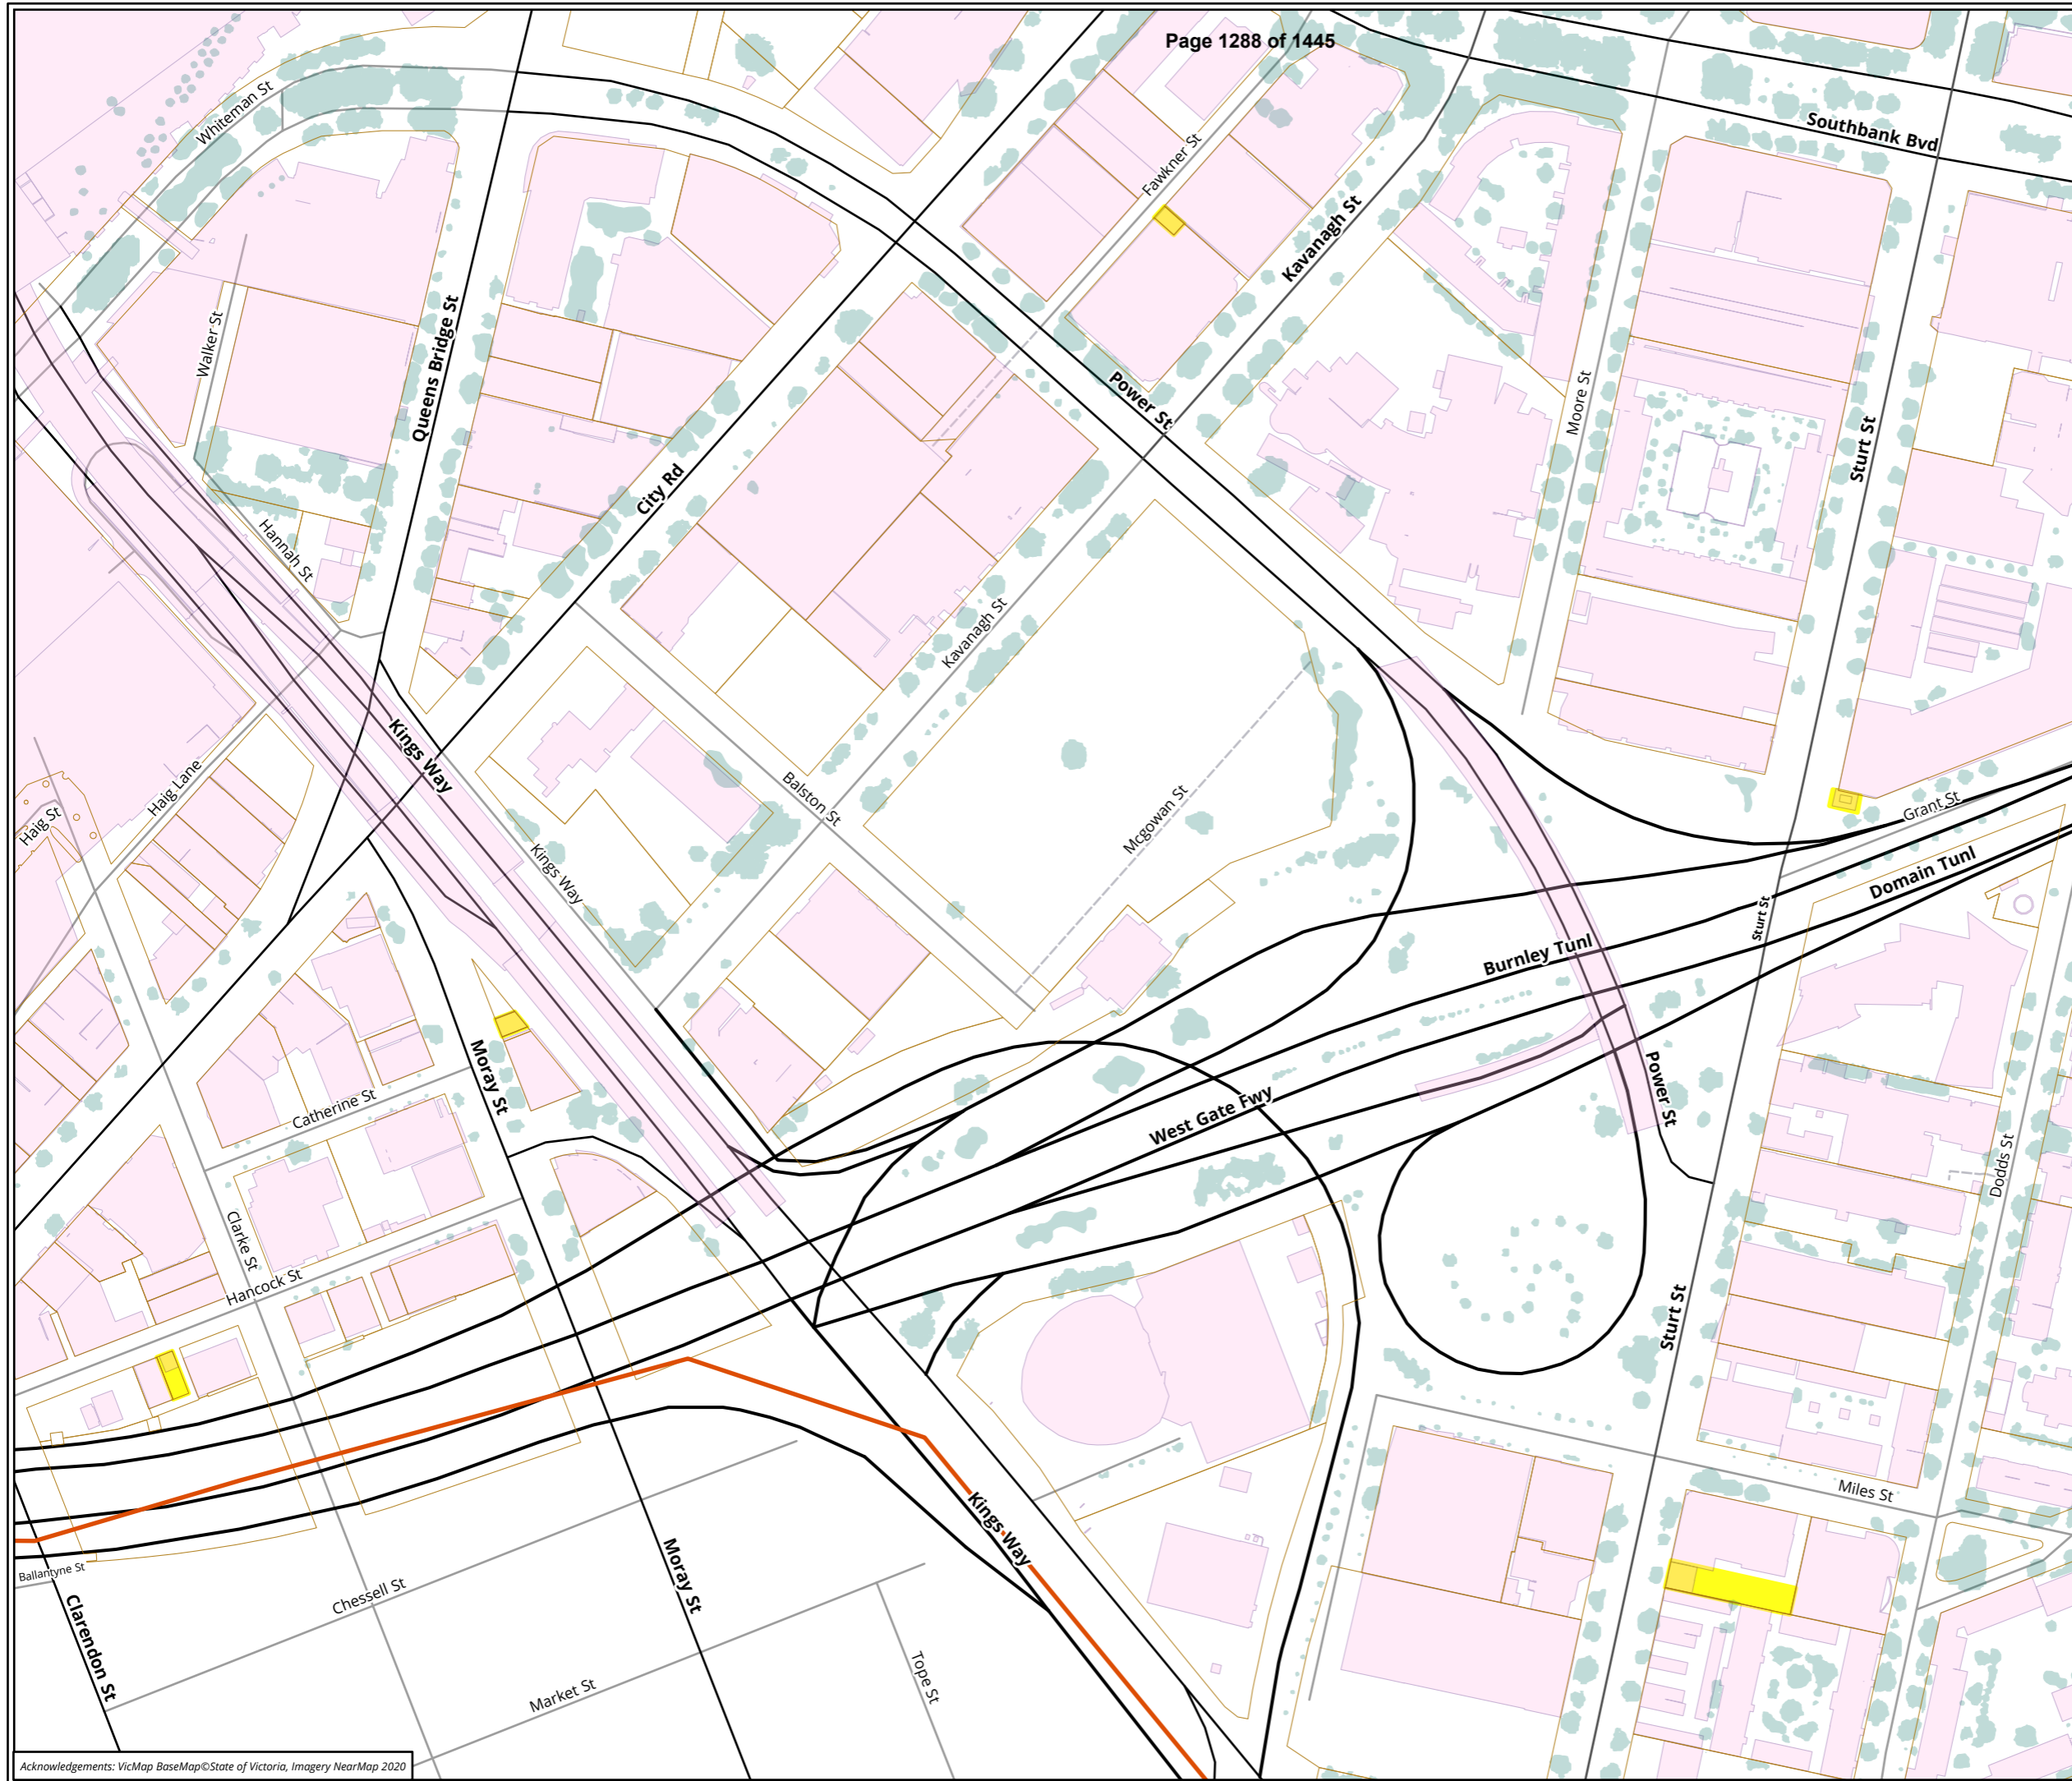 Page 1288 of 1445
Whiteman St
Southbank Bvd
Fawkner St
Kavanagh St
Walker St
Queens Bridge St
Power St
Moore St
Sturt St
City Rd
Hannah St
Kavanagh St
Kings Way
Haig Lane
Haig St
Balston St
Mcgowan St
Grant St
Kings Way
Domain Tunl
Sturt St
Burnley Tunl
Moray St
Catherine St
West Gate Fwy
Power St
Dodds St
Clarke St
Hancock St
Sturt St
Miles St
Kings Way
Ballantyne St
Chessell St
Moray St
Clarendon St
Tope St
Market St
Acknowledgements: VicMap BaseMap©State of Victoria, Imagery NearMap 2020